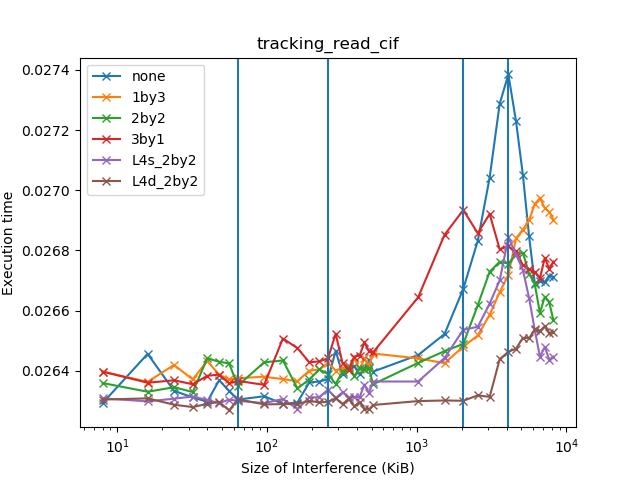 tracking_read_cif
Execution time
0.0274
0.0272
0.0270
0.0268
0.0266
0.0264
none
1by3
2by2
3by1
L4s_2by2
L4d_2by2
10¹ 10² 10³ 10⁴
Size of Interference (KiB)